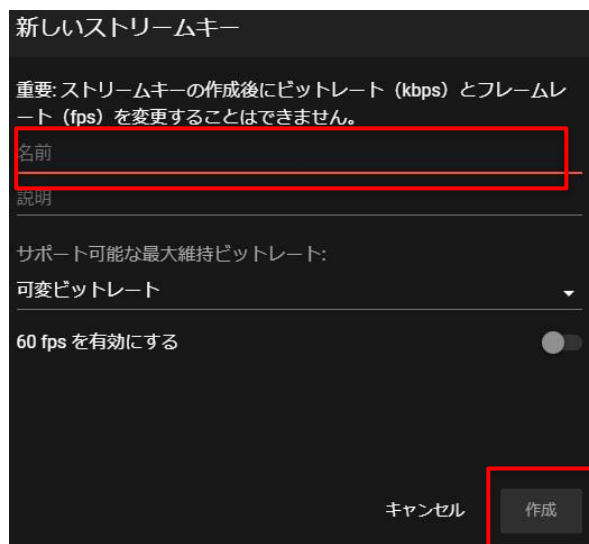 新しいストリームキー
重要: ストリームキーの作成後にビットレート（kbps）とフレームレ
ート（fps）を変更することはできません。
名前
説明
サポート可能な最大維持ビットレート:
可変ビットレート
60 fps を有効にする
キャンセル 作成